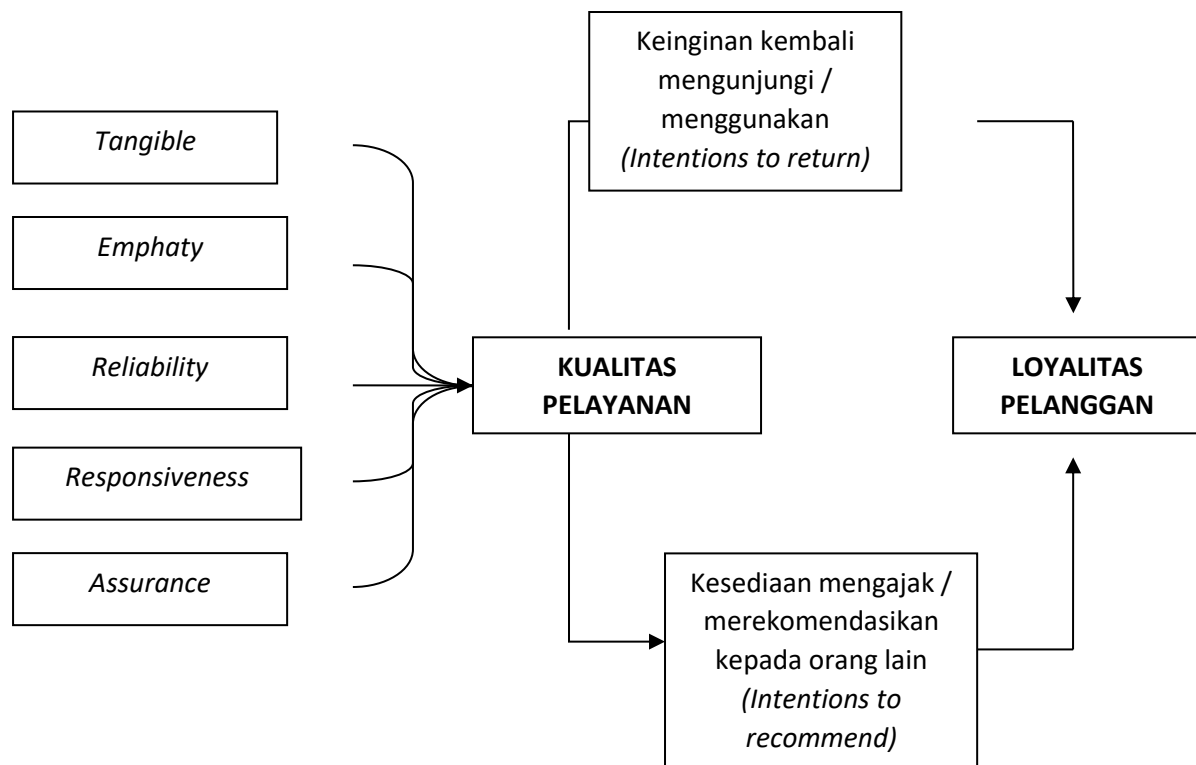 Keinginan kembali
mengunjungi /
menggunakan
(Intentions to return)
Tangible
Emphaty
Reliability
Responsiveness
Assurance
KUALITAS
PELAYANAN
LOYALITAS
PELANGGAN
Kesediaan mengajak /
merekomendasikan
kepada orang lain
(Intentions to
recommend)